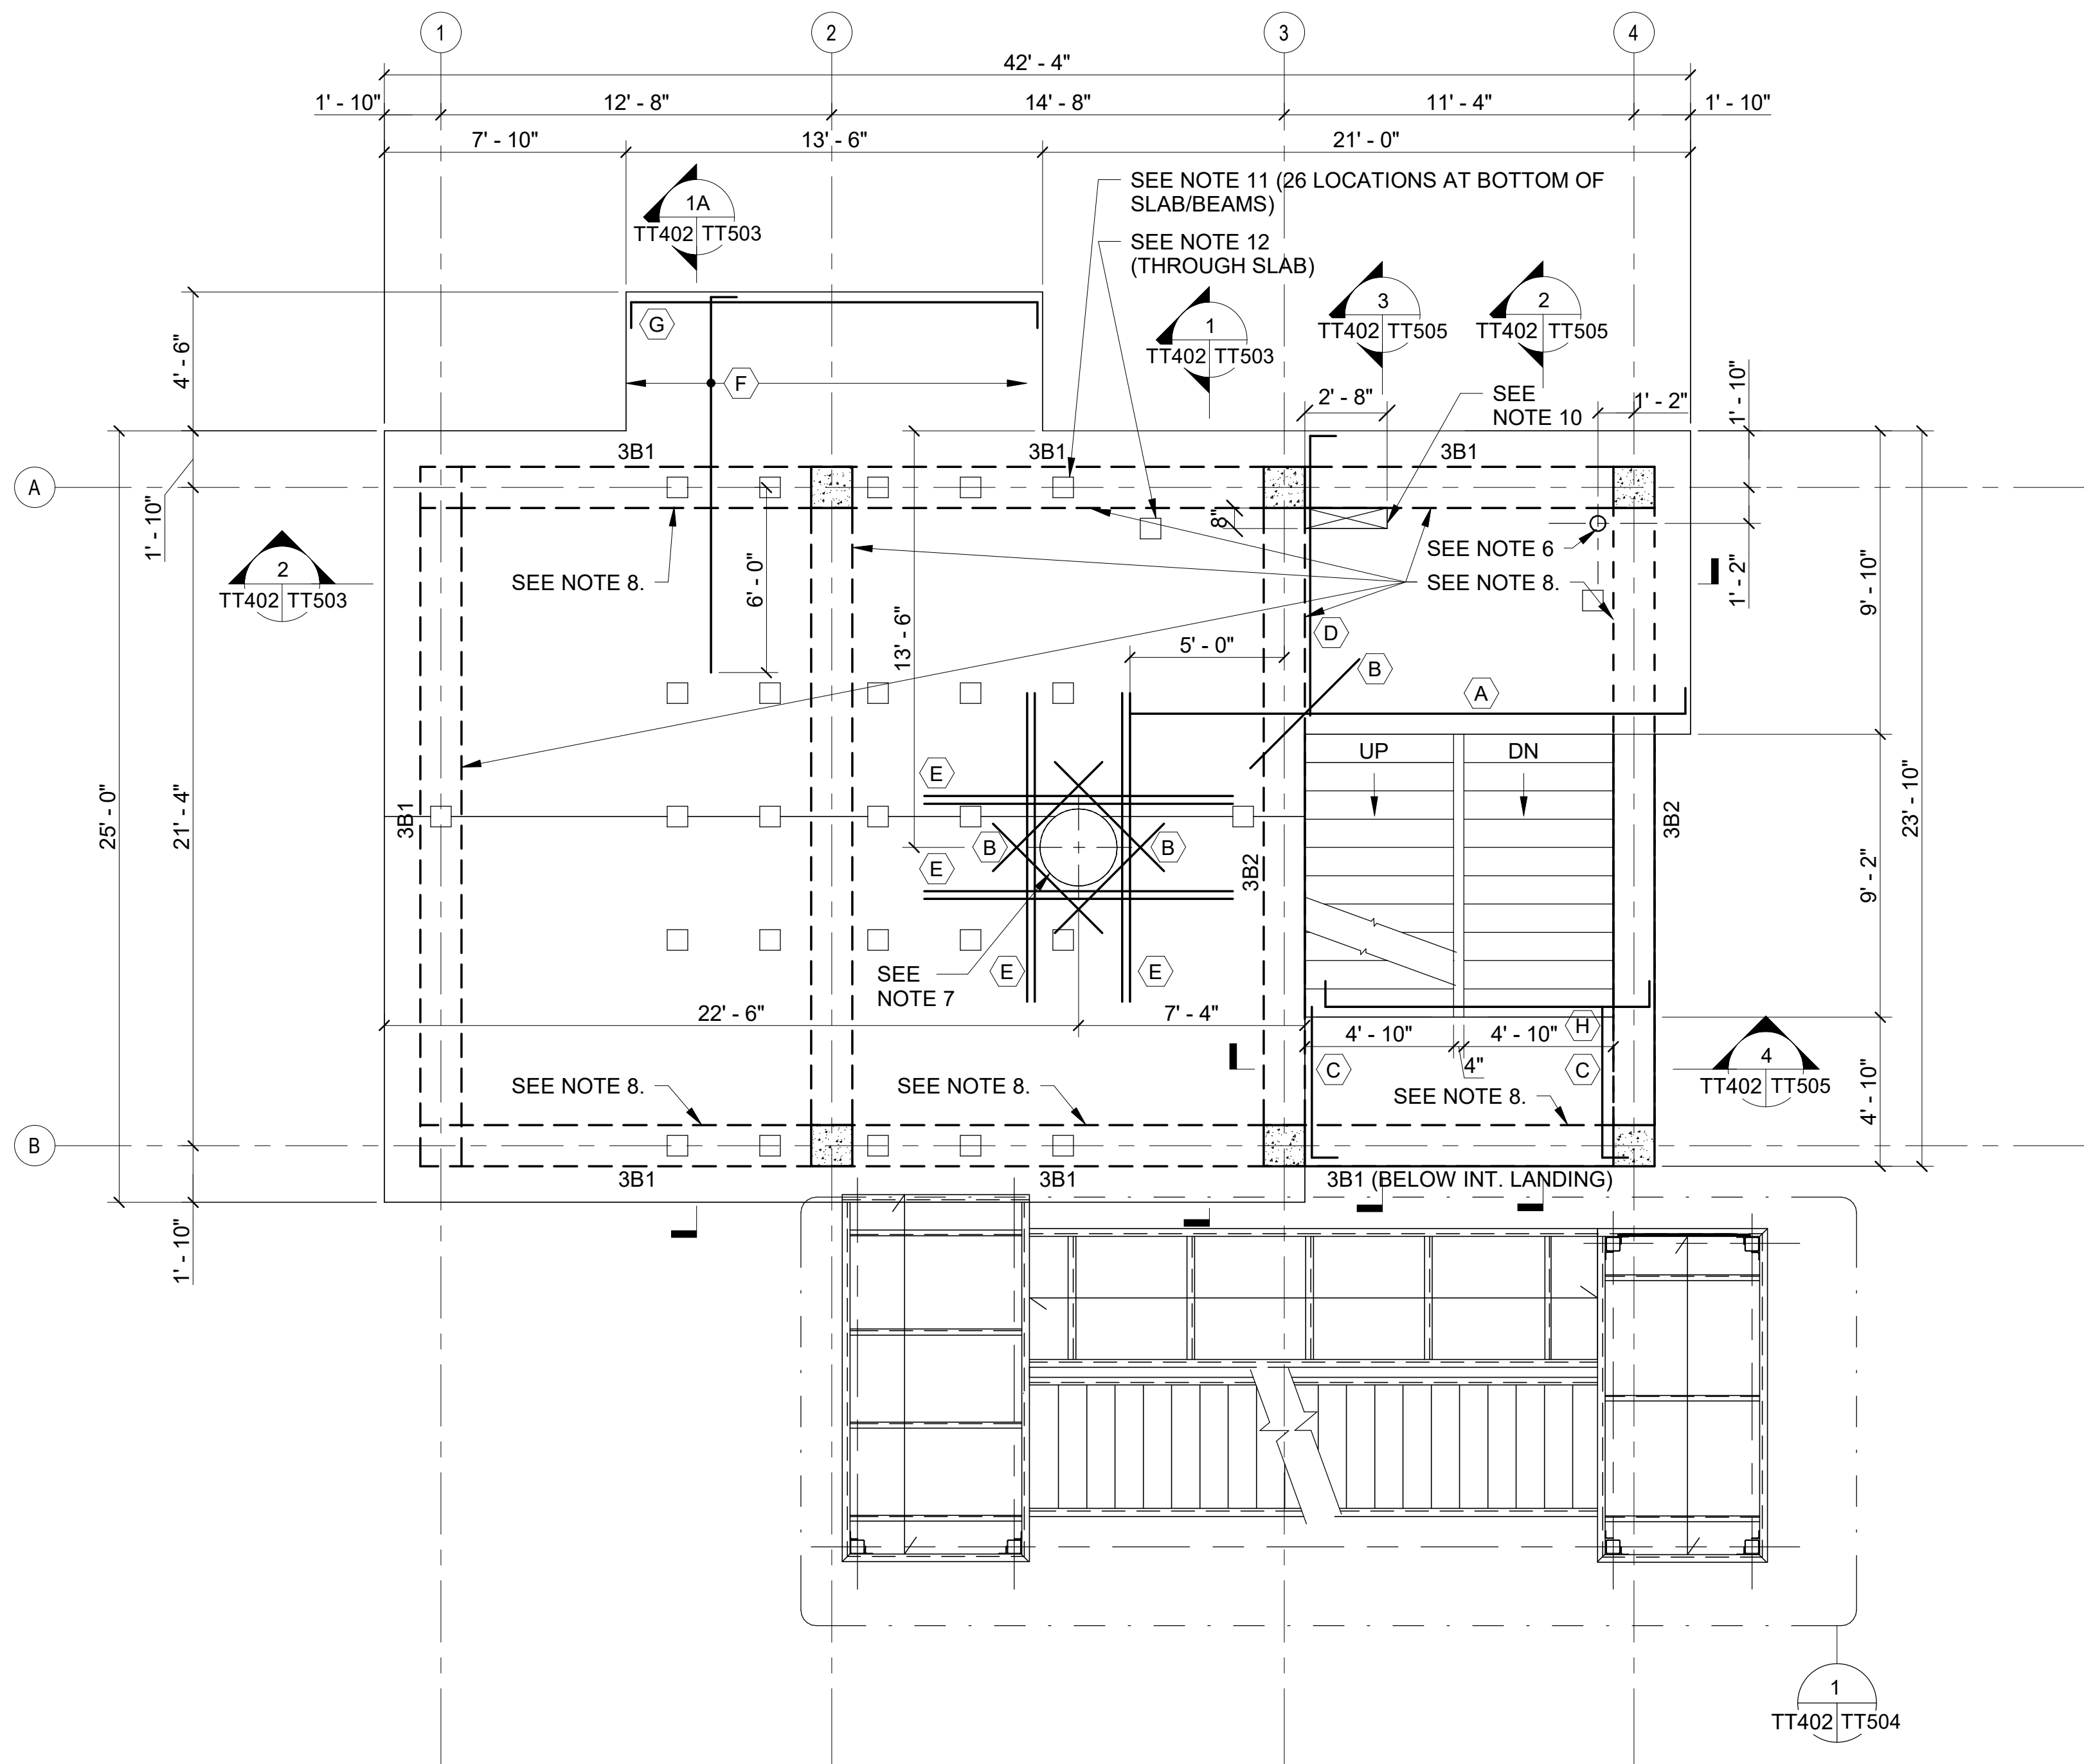 1
2
3
4
42' - 4"
1' - 10"
12' - 8"
14' - 8"
11' - 4"
1' - 10"
7' - 10"
13' - 6"
21' - 0"
SEE NOTE 11 (26 LOCATIONS AT BOTTOM OF
SLAB/BEAMS)
SEE NOTE 12
(THROUGH SLAB)
1A
TT402 TT503
1
TT402 TT503
3
TT402 TT505
2
TT402 TT505
G
F
4' - 6"
2' - 8"
SEE
NOTE 10
1' - 2"
1' - 10"
3B1
3B1
3B1
A
1' - 10"
8"
SEE NOTE 6
1' - 2"
2
TT402 TT503
SEE NOTE 8.
6' - 0"
SEE NOTE 8.
9' - 10"
13' - 6"
5' - 0"
D
B
A
UP
DN
25' - 0"
21' - 4"
3B1
E
B
B
E
3B2
3B2
23' - 10"
9' - 2"
SEE
NOTE 7
E
E
22' - 6"
7' - 4"
4' - 10"
4' - 10"
H
4"
C
C
SEE NOTE 8.
SEE NOTE 8.
SEE NOTE 8.
4
TT402 TT505
4' - 10"
B
3B1
3B1
3B1 (BELOW INT. LANDING)
1' - 10"
1
TT402 TT504